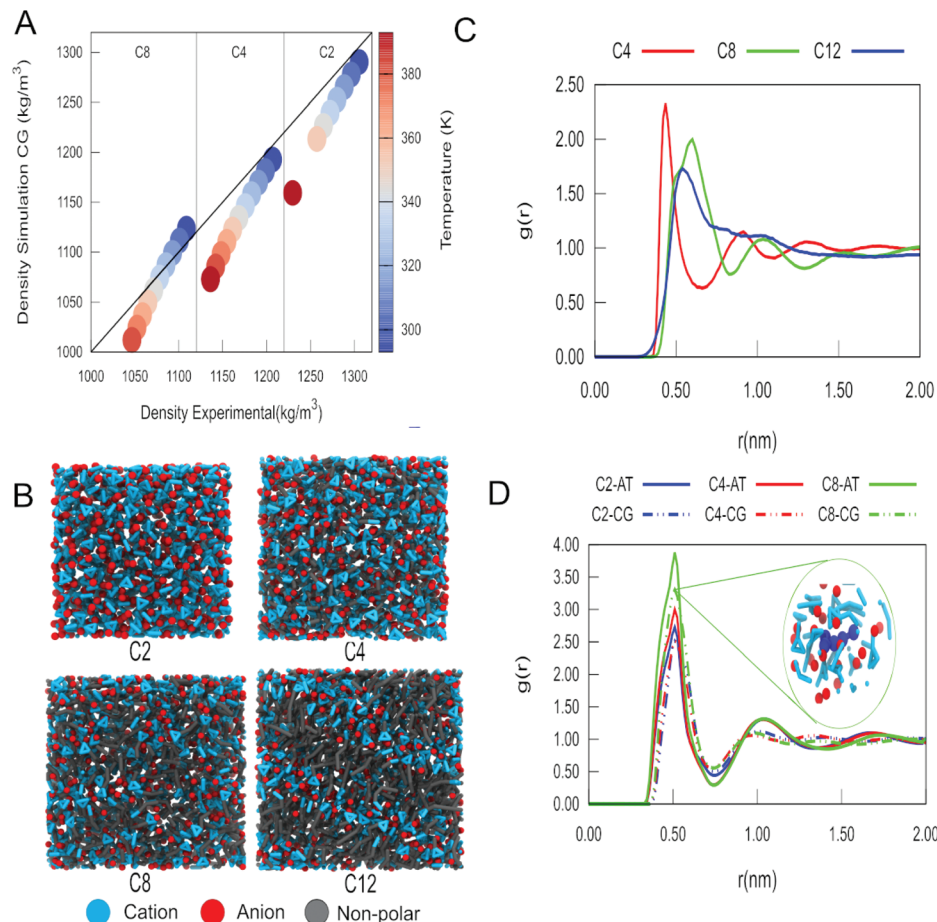 A
C8 C4 C2
1300
1250
1200
1150
1100
1050
1000
1000 1050 1100 1150 1200 1250 1300
Density Simulation CG (kg/m³)
Density Experimental(kg/m³)
380
360
340
320
300
Temperature (K)
C
C4 C8 C12
2.50
2.00
1.50
1.00
0.50
0.00
0.00 0.50 1.00 1.50 2.00
g(r)
r(nm)
B
C2 C4
C8 C12
Cation Anion Non-polar
D
C2-AT C4-AT C8-AT
C2-CG C4-CG C8-CG
4.00
3.50
3.00
2.50
2.00
1.50
1.00
0.50
0.00
0.00 0.50 1.00 1.50 2.00
g(r)
r(nm)